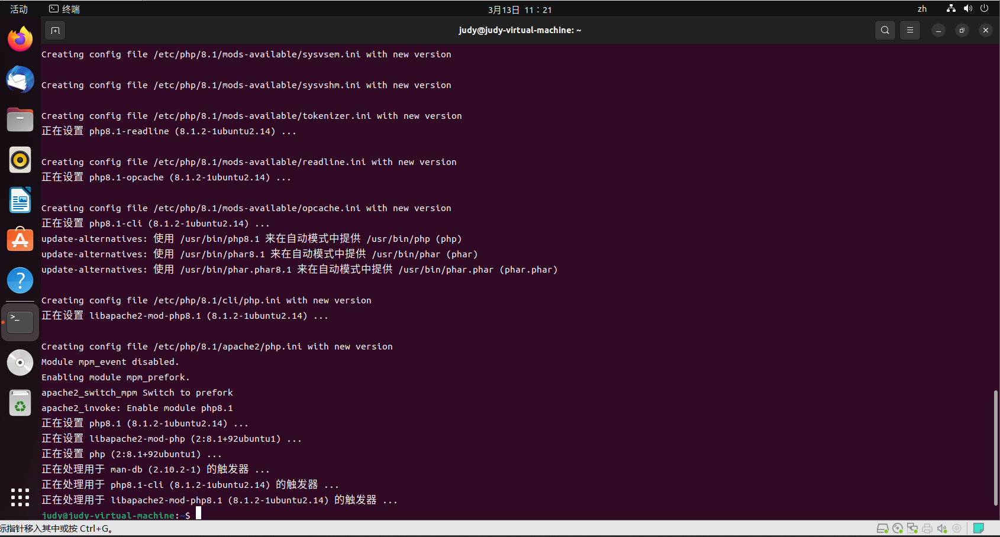 活动
终端
3月13日 11：21
zh
judy@judy-virtual-machine: ~
Creating config file /etc/php/8.1/mods-available/sysvsem.ini with new version
Creating config file /etc/php/8.1/mods-available/sysvshm.ini with new version
Creating config file /etc/php/8.1/mods-available/tokenizer.ini with new version
正在设置 php8.1-readline (8.1.2-1ubuntu2.14) ...
Creating config file /etc/php/8.1/mods-available/readline.ini with new version
正在设置 php8.1-opcache (8.1.2-1ubuntu2.14) ...
Creating config file /etc/php/8.1/mods-available/opcache.ini with new version
正在设置 php8.1-cli (8.1.2-1ubuntu2.14) ...
update-alternatives: 使用 /usr/bin/php8.1 来在自动模式中提供 /usr/bin/php (php)
update-alternatives: 使用 /usr/bin/phar8.1 来在自动模式中提供 /usr/bin/phar (phar)
update-alternatives: 使用 /usr/bin/phar.phar8.1 来在自动模式中提供 /usr/bin/phar.phar (phar.phar)
Creating config file /etc/php/8.1/cli/php.ini with new version
正在设置 libapache2-mod-php8.1 (8.1.2-1ubuntu2.14) ...
Creating config file /etc/php/8.1/apache2/php.ini with new version
Module mpm_event disabled.
Enabling module mpm_prefork.
apache2_switch_mpm Switch to prefork
apache2_invoke: Enable module php8.1
正在设置 php8.1 (8.1.2-1ubuntu2.14) ...
正在设置 libapache2-mod-php (2:8.1+92ubuntu1) ...
正在设置 php (2:8.1+92ubuntu1) ...
正在处理用于 man-db (2.10.2-1) 的触发器 ...
正在处理用于 php8.1-cli (8.1.2-1ubuntu2.14) 的触发器 ...
正在处理用于 libapache2-mod-php8.1 (8.1.2-1ubuntu2.14) 的触发器 ...
judy@judy-virtual-machine:~$
标指针移入其中或按 Ctrl+G。